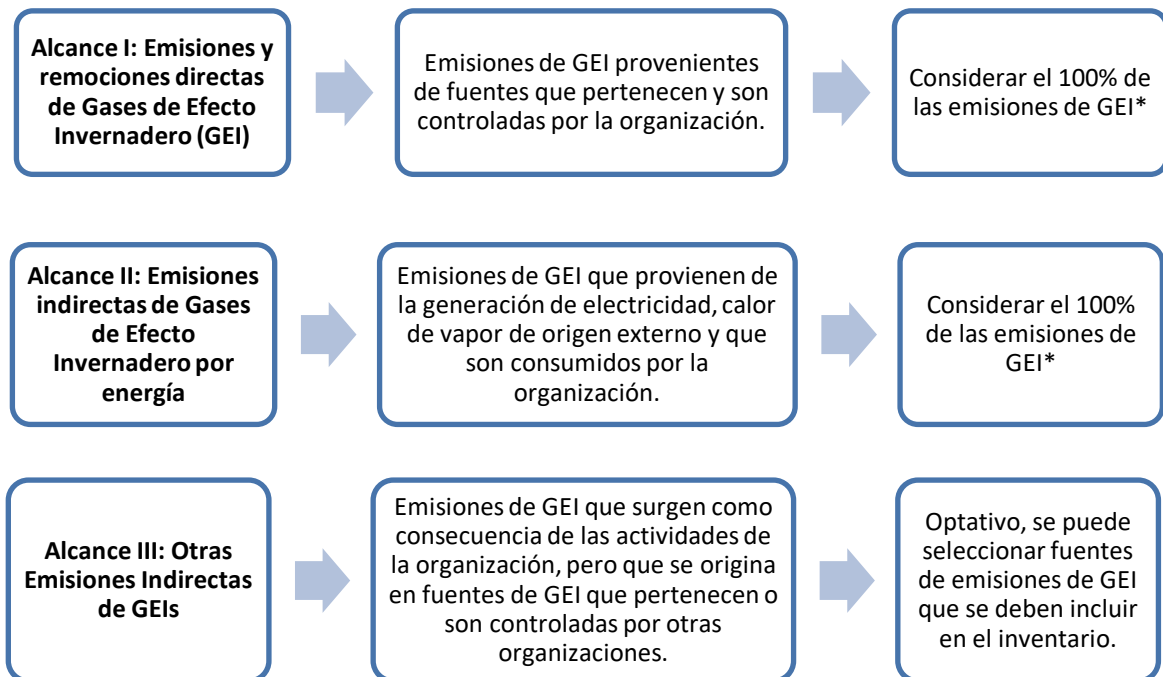 Alcance I: Emisiones y
remociones directas
de Gases de Efecto
Invernadero (GEI)
Emisiones de GEI provenientes
de fuentes que pertenecen y son
controladas por la organización.
Considerar el 100% de
las emisiones de GEI*
Alcance II: Emisiones
indirectas de Gases
de Efecto
Invernadero por
energía
Emisiones de GEI que provienen de
la generación de electricidad, calor
de vapor de origen externo y que
son consumidos por la
organización.
Considerar el 100%
de las emisiones de
GEI*
Alcance III: Otras
Emisiones Indirectas
de GEIs
Emisiones de GEI que surgen como
consecuencia de las actividades de
la organización, pero que se origina
en fuentes de GEI que pertenecen o
son controladas por otras
organizaciones.
Optativo, se puede
seleccionar fuentes
de emisiones de GEI
que se deben incluir
en el inventario.